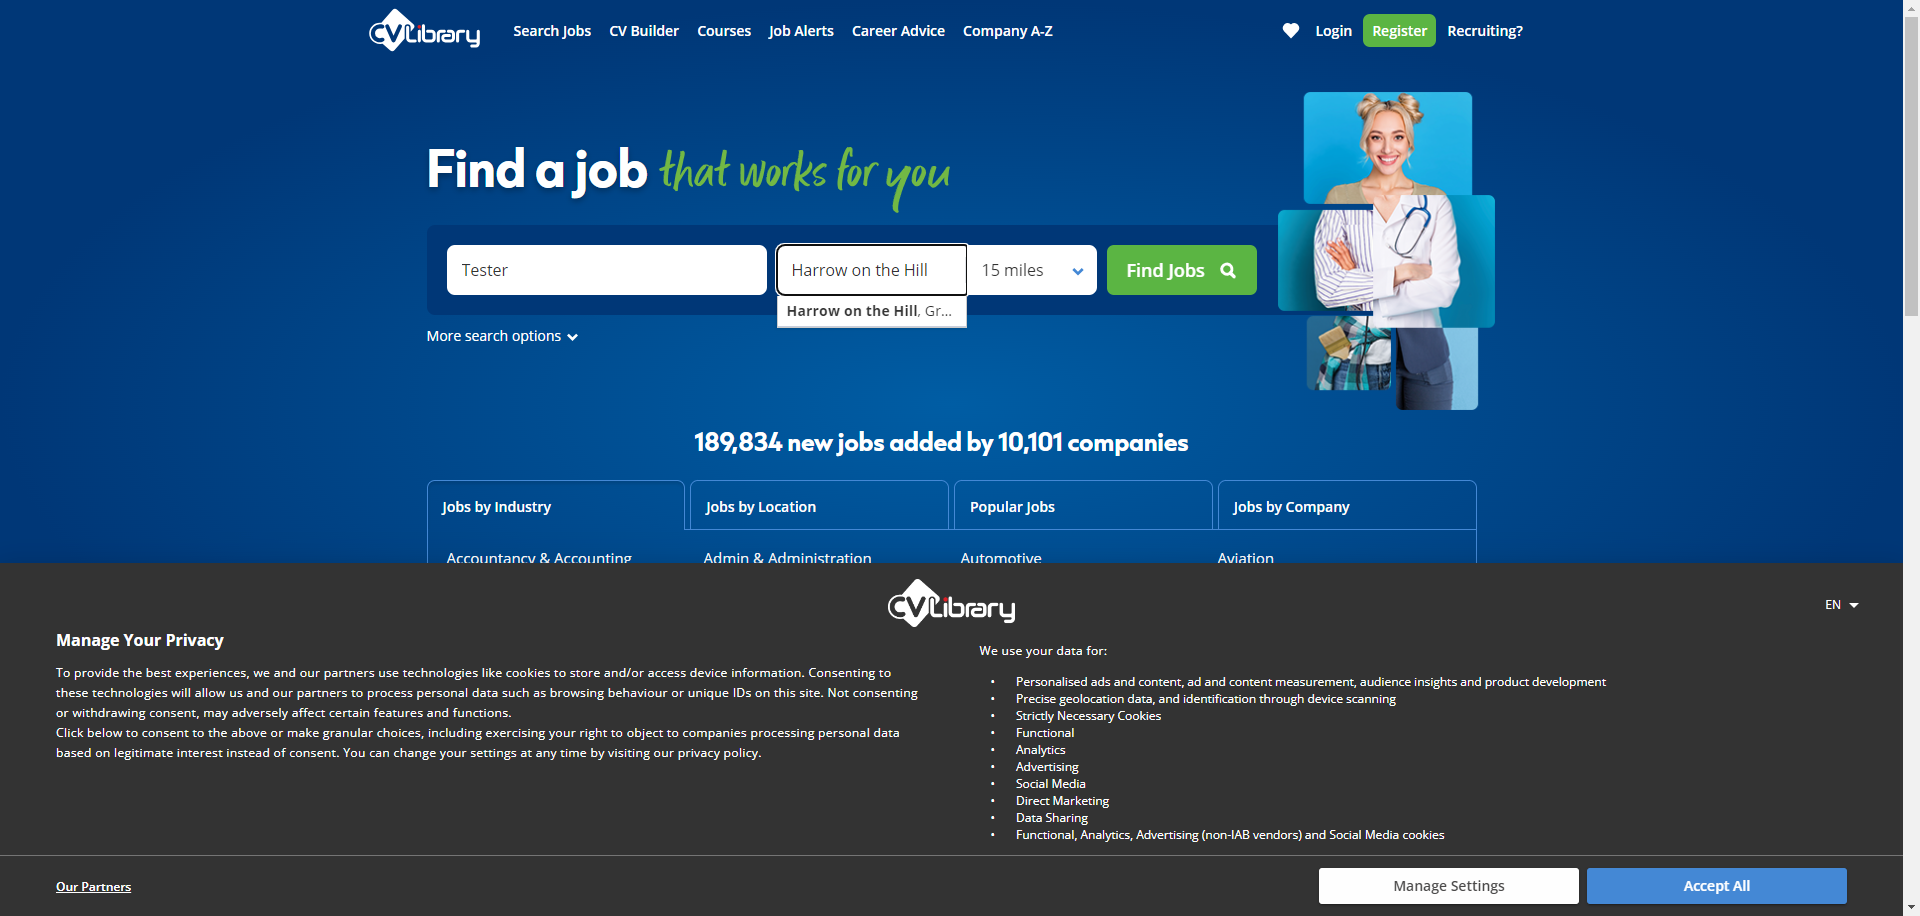 CVLibrary
Search Jobs
CV Builder
Courses
Job Alerts
Career Advice
Company A-Z
Login
Register
Recruiting?
Find a job that works for you
Tester
Harrow on the Hill
15 miles
Find Jobs
Harrow on the Hill, Gr...
More search options
189,834 new jobs added by 10,101 companies
Jobs by Industry
Jobs by Location
Popular Jobs
Jobs by Company
Accountancy & Accounting
Admin & Administration
Automotive
Aviation
CVLibrary
EN
Manage Your Privacy
To provide the best experiences, we and our partners use technologies like cookies to store and/or access device information. Consenting to
these technologies will allow us and our partners to process personal data such as browsing behaviour or unique IDs on this site. Not consenting
or withdrawing consent, may adversely affect certain features and functions.
Click below to consent to the above or make granular choices, including exercising your right to object to companies processing personal data
based on legitimate interest instead of consent. You can change your settings at any time by visiting our privacy policy.
We use your data for:
• Personalised ads and content, ad and content measurement, audience insights and product development
• Precise geolocation data, and identification through device scanning
• Strictly Necessary Cookies
• Functional
• Analytics
• Advertising
• Social Media
• Direct Marketing
• Data Sharing
• Functional, Analytics, Advertising (non-IAB vendors) and Social Media cookies
Our Partners
Manage Settings
Accept All